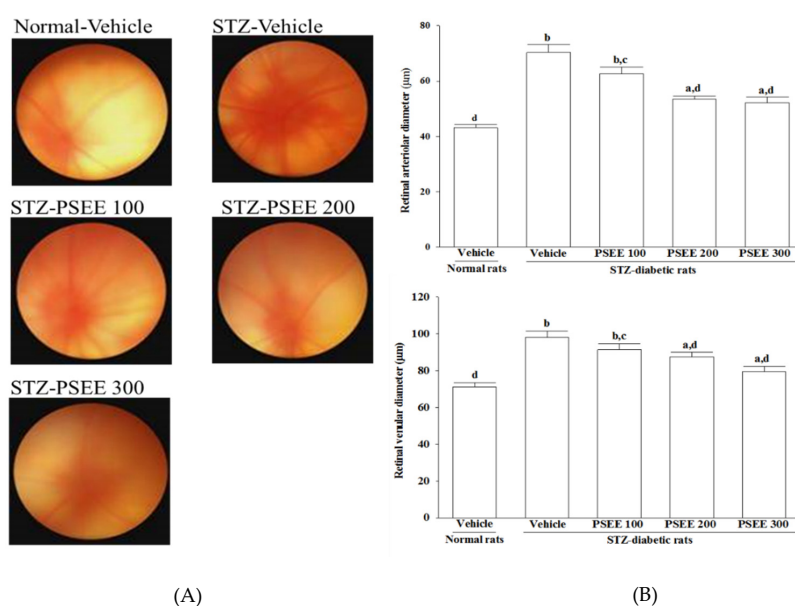 Normal-Vehicle
STZ-Vehicle
STZ-PSEE 100
STZ-PSEE 200
STZ-PSEE 300
(A)
Retinal arteriolar diameter (µm)
80
60
40
20
0
d
b
b,c
a,d
a,d
Vehicle
Vehicle
PSEE 100
PSEE 200
PSEE 300
Normal rats
STZ-diabetic rats
Retinal venular diameter (µm)
120
100
80
60
40
20
0
d
b
b,c
a,d
a,d
Vehicle
Vehicle
PSEE 100
PSEE 200
PSEE 300
Normal rats
STZ-diabetic rats
(B)